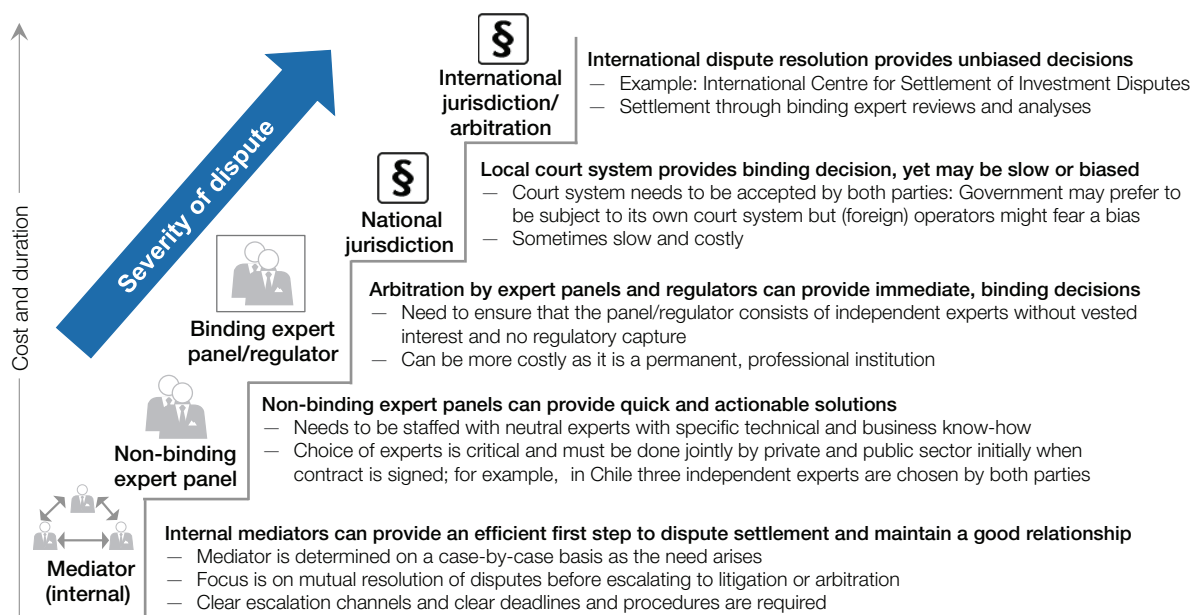 Cost and duration
Severity of dispute
§
International
jurisdiction/
arbitration
International dispute resolution provides unbiased decisions
— Example: International Centre for Settlement of Investment Disputes
— Settlement through binding expert reviews and analyses
§
National
jurisdiction
Local court system provides binding decision, yet may be slow or biased
— Court system needs to be accepted by both parties: Government may prefer to
be subject to its own court system but (foreign) operators might fear a bias
— Sometimes slow and costly
Binding expert
panel/regulator
Arbitration by expert panels and regulators can provide immediate, binding decisions
— Need to ensure that the panel/regulator consists of independent experts without vested
interest and no regulatory capture
— Can be more costly as it is a permanent, professional institution
Non-binding
expert panel
Non-binding expert panels can provide quick and actionable solutions
— Needs to be staffed with neutral experts with specific technical and business know-how
— Choice of experts is critical and must be done jointly by private and public sector initially when
contract is signed; for example, in Chile three independent experts are chosen by both parties
Mediator
(internal)
Internal mediators can provide an efficient first step to dispute settlement and maintain a good relationship
— Mediator is determined on a case-by-case basis as the need arises
— Focus is on mutual resolution of disputes before escalating to litigation or arbitration
— Clear escalation channels and clear deadlines and procedures are required